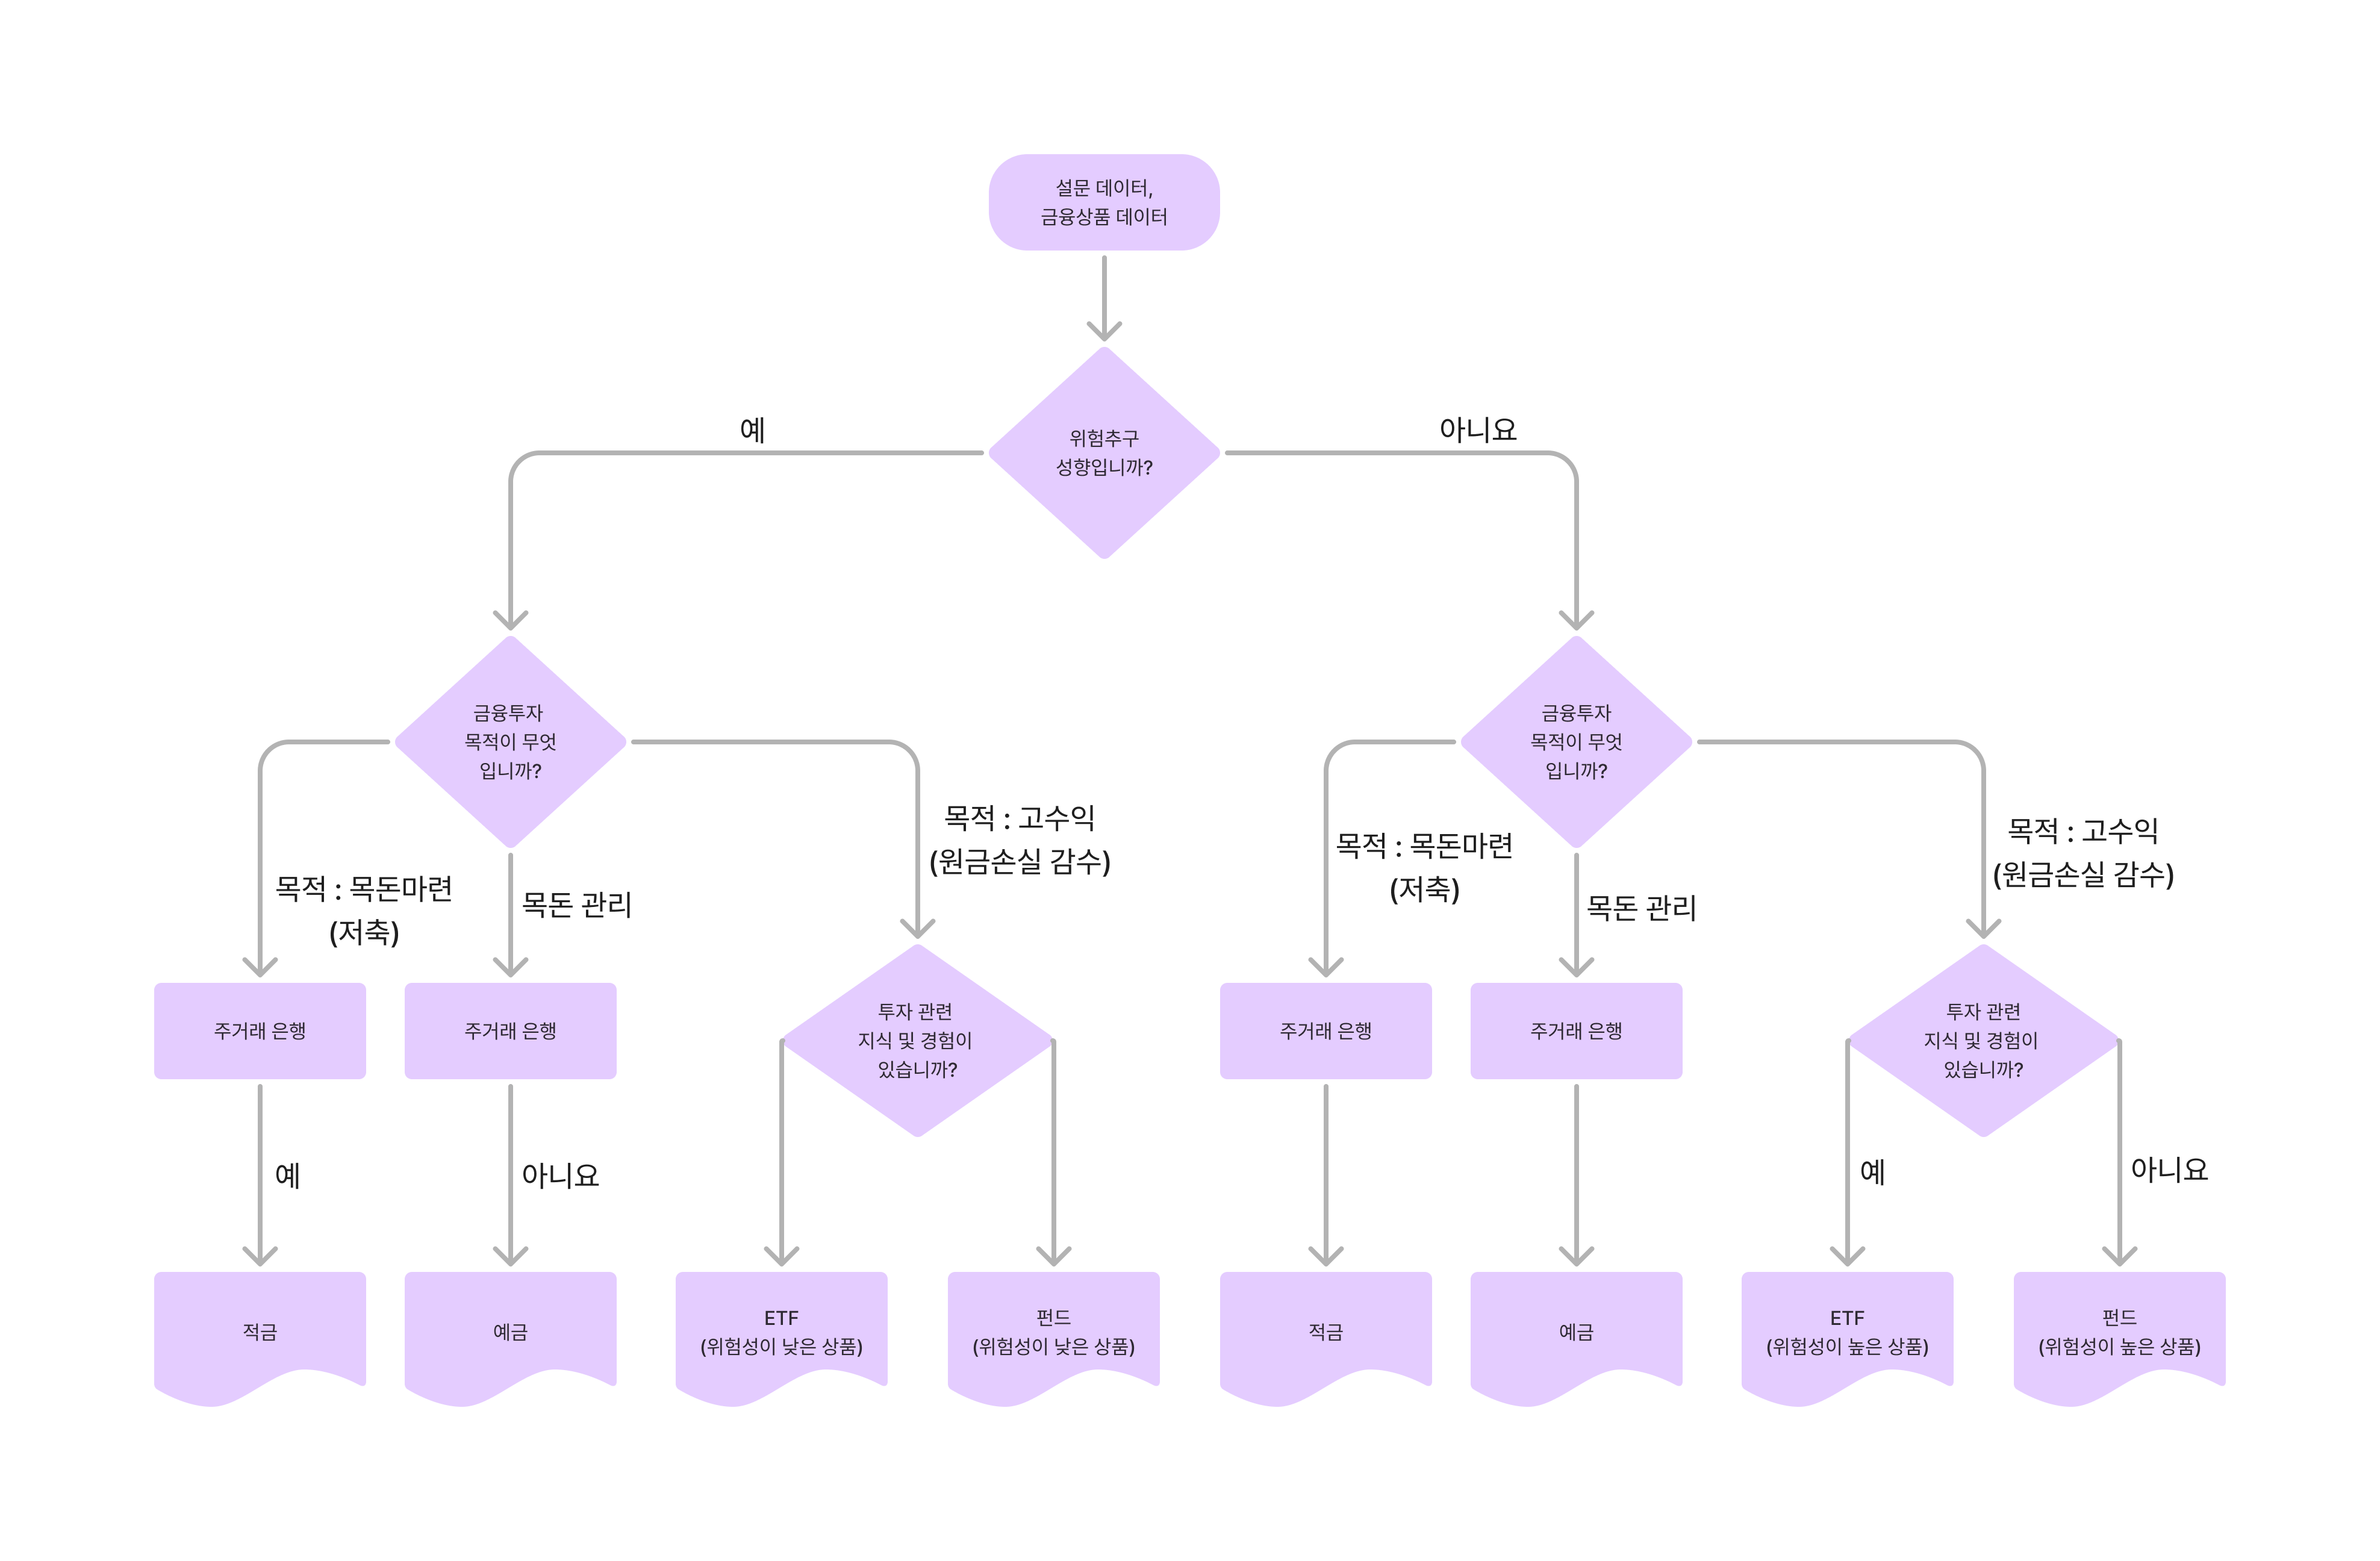 설문 데이터,
금융상품 데이터
예
아니요
위험추구
성향입니까?
금융투자
목적이 무엇
입니까?
금융투자
목적이 무엇
입니까?
목적 : 목돈마련
(저축)
목돈 관리
목적 : 고수익
(원금손실 감수)
목적 : 목돈마련
(저축)
목돈 관리
목적 : 고수익
(원금손실 감수)
주거래 은행
주거래 은행
투자 관련
지식 및 경험이
있습니까?
주거래 은행
주거래 은행
투자 관련
지식 및 경험이
있습니까?
예
아니요
예
아니요
적금
예금
ETF
(위험성이 낮은 상품)
펀드
(위험성이 낮은 상품)
적금
예금
ETF
(위험성이 높은 상품)
펀드
(위험성이 높은 상품)